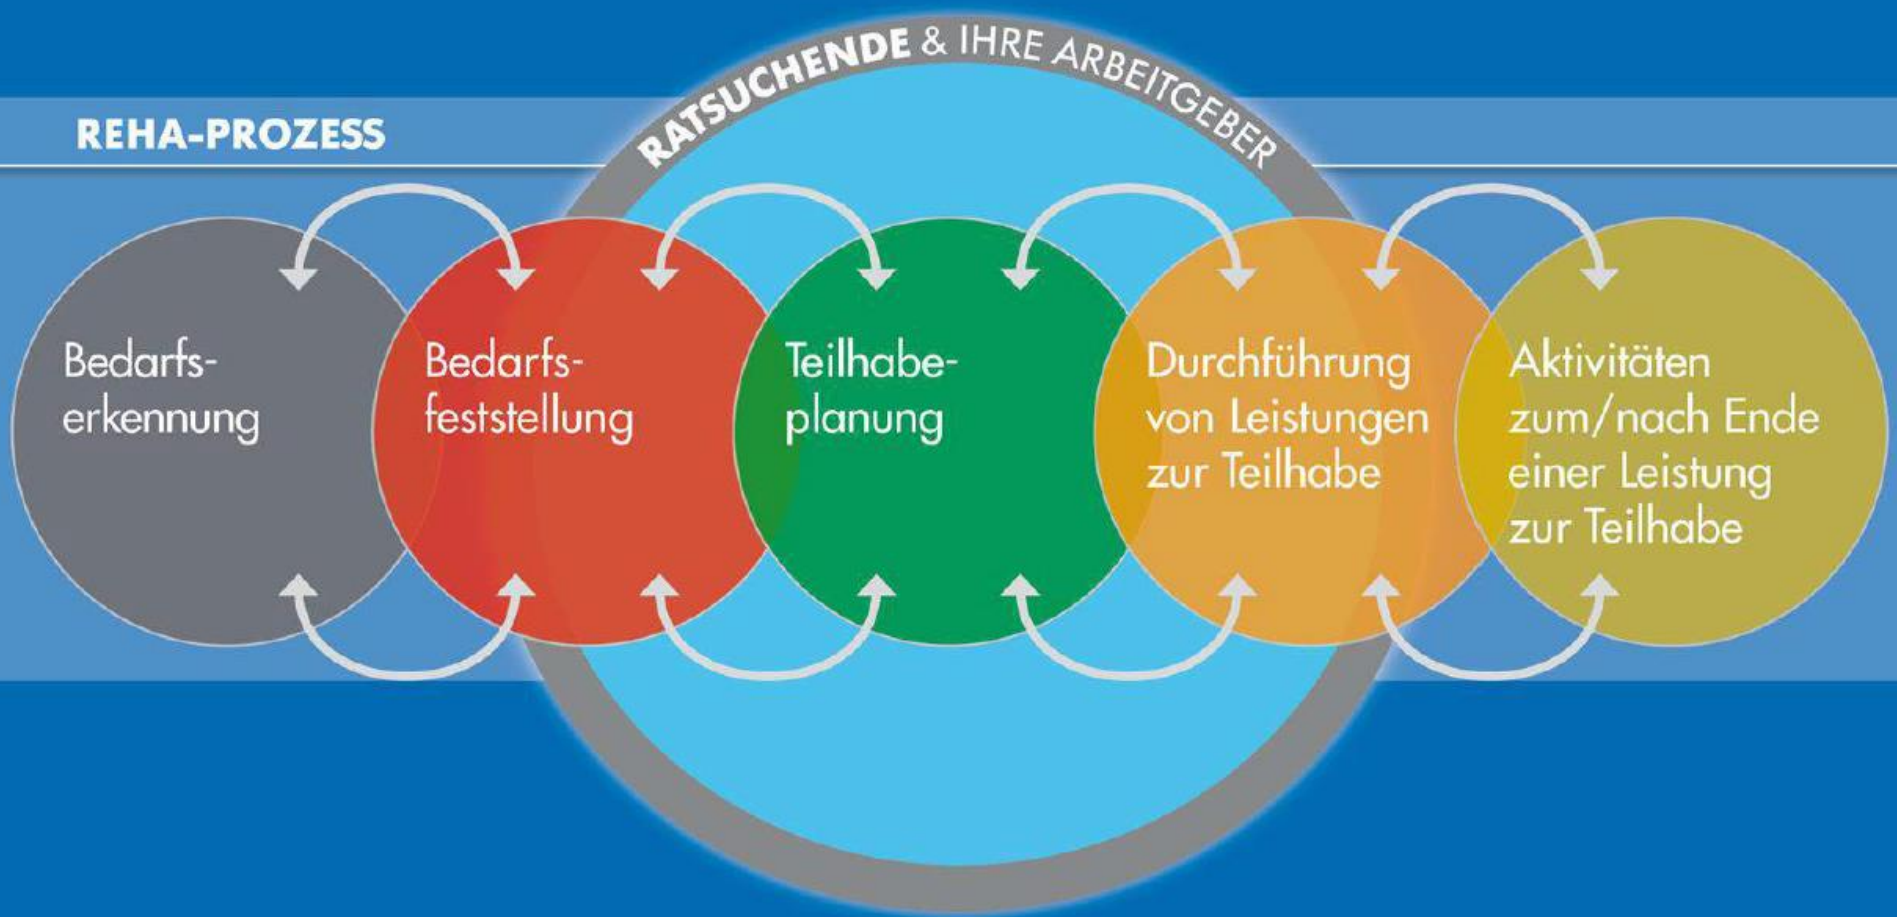 RATSUCHENDE & IHRE ARBEITGEBER
REHA-PROZESS
Bedarfs-
erkennung
Bedarfs-
feststellung
Teilhabe-
planung
Durchführung
von Leistungen
zur Teilhabe
Aktivitäten
zum/nach Ende
einer Leistung
zur Teilhabe